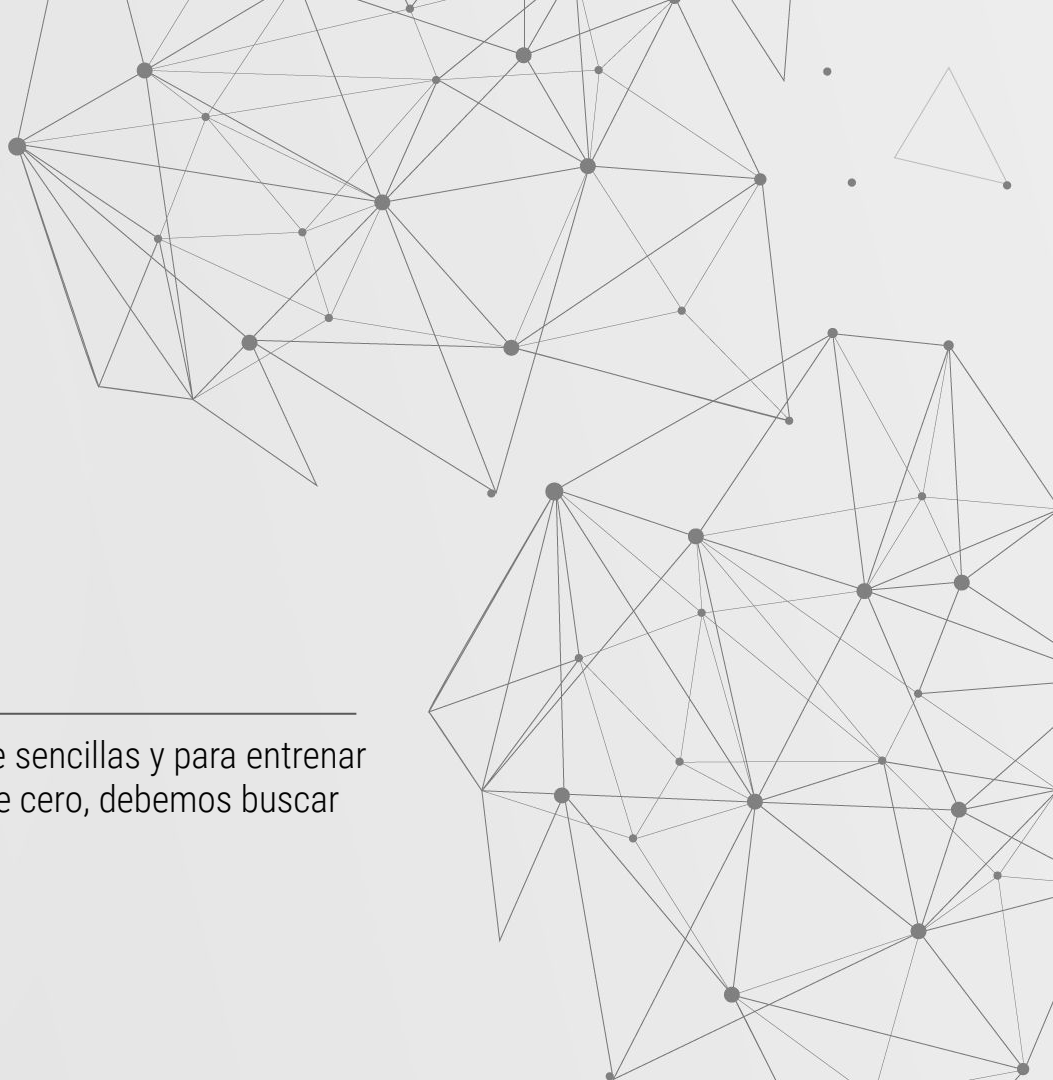 e sencillas y para entrenar
e cero, debemos buscar